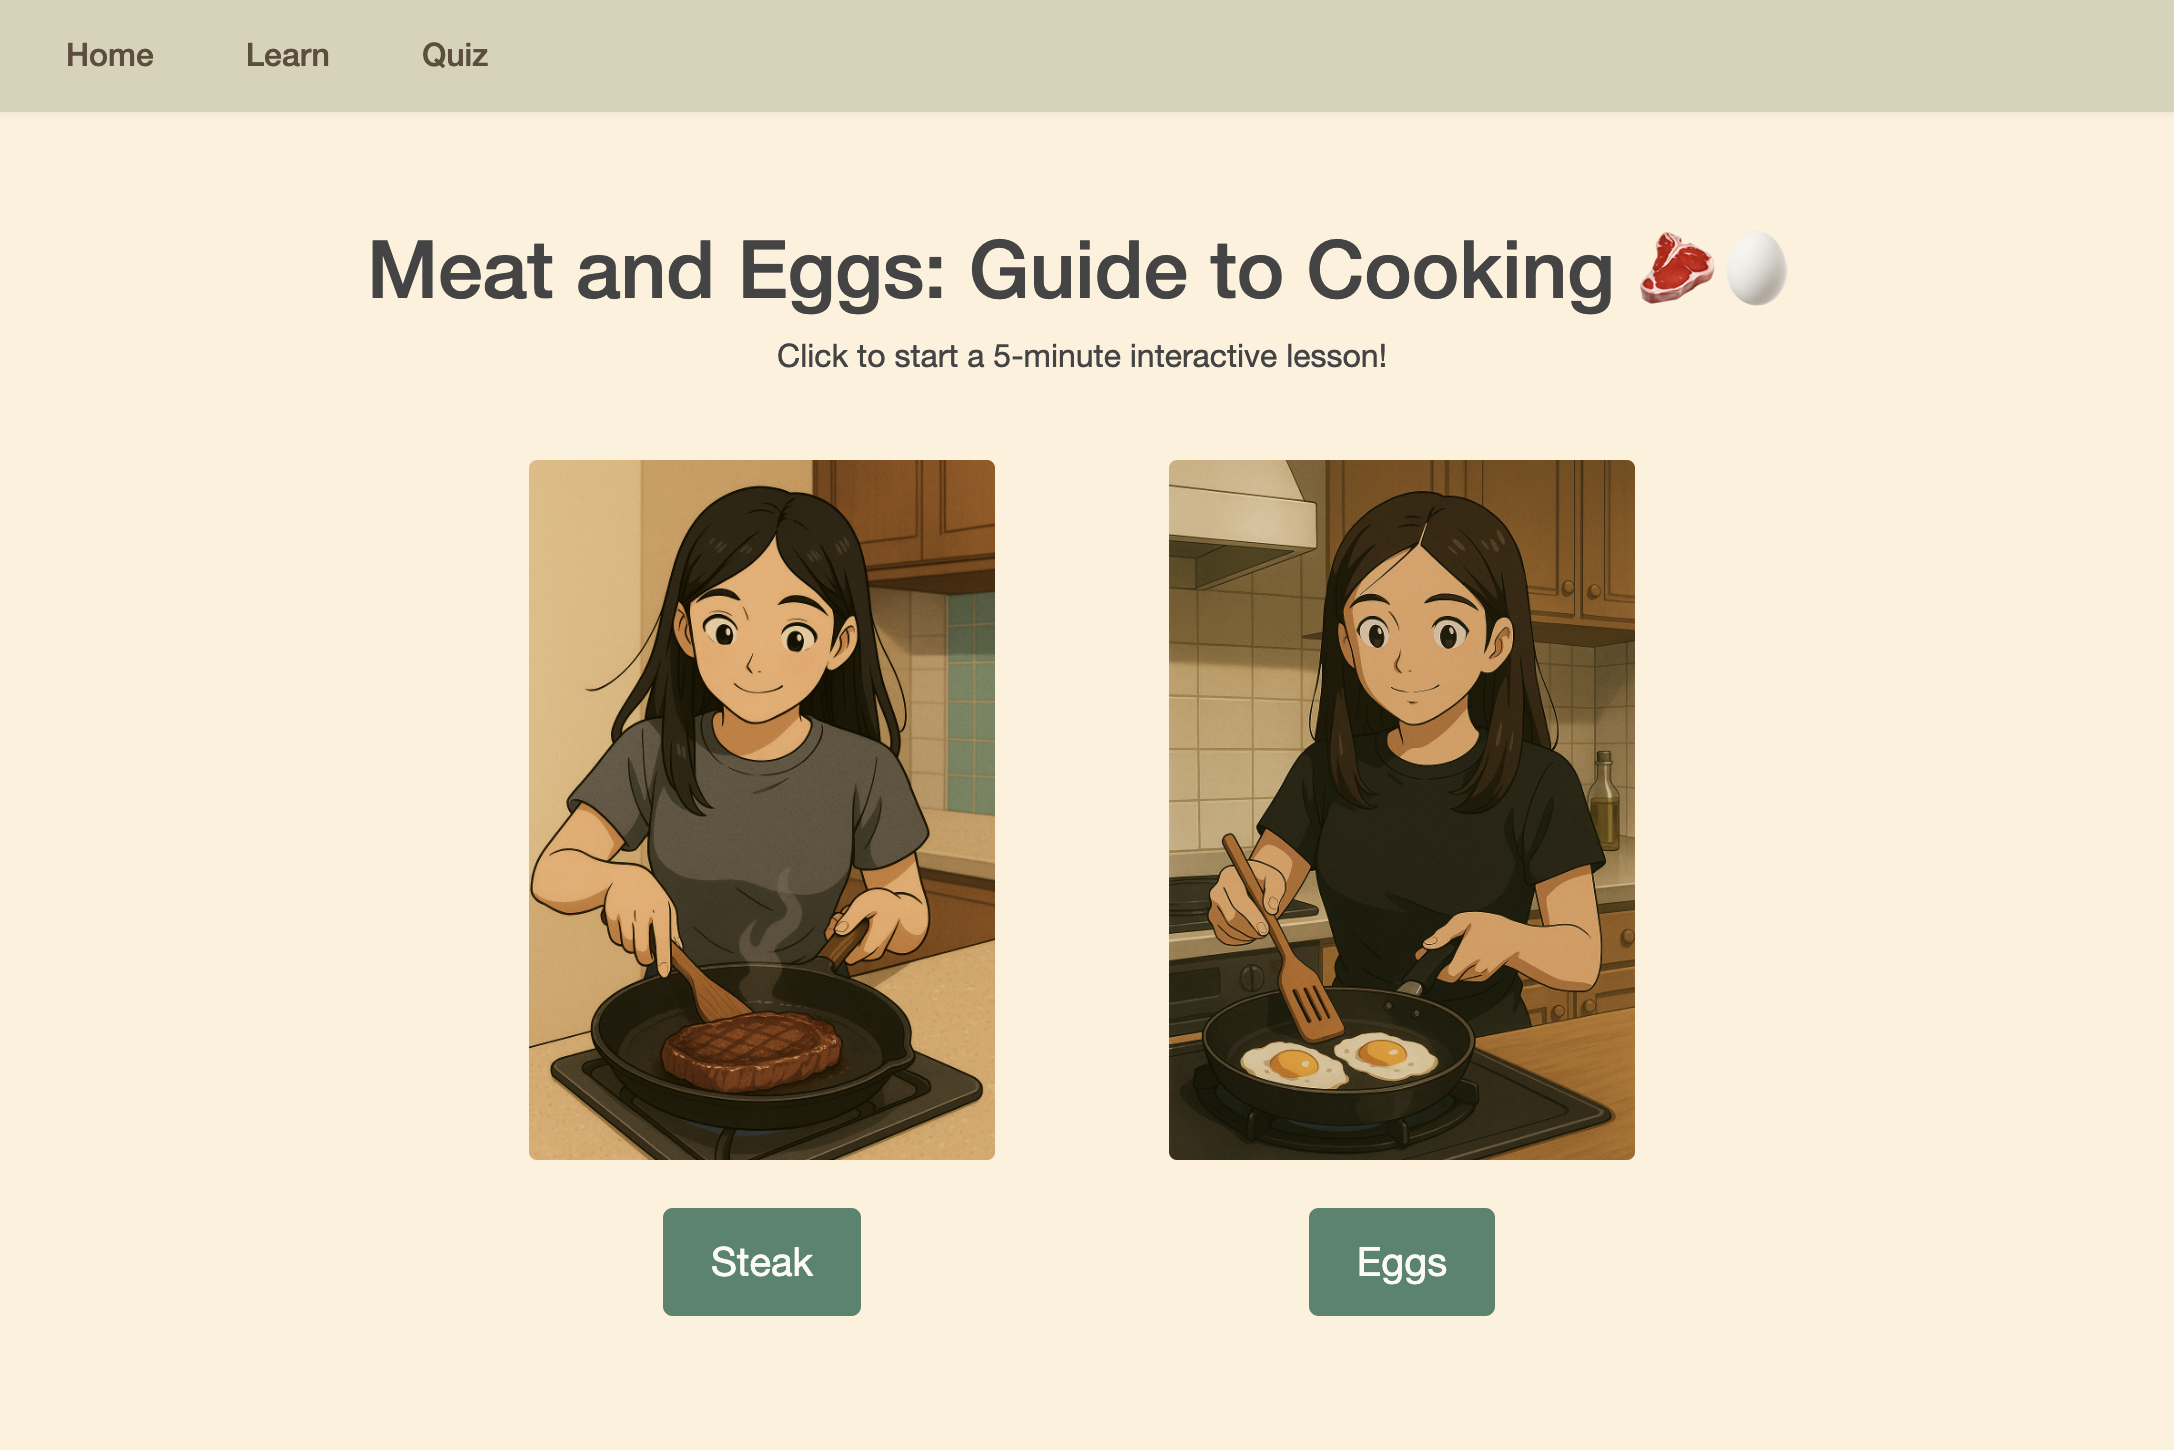 Home Learn Quiz
Meat and Eggs: Guide to Cooking 🥩🥚
Click to start a 5-minute interactive lesson!
Steak
Eggs